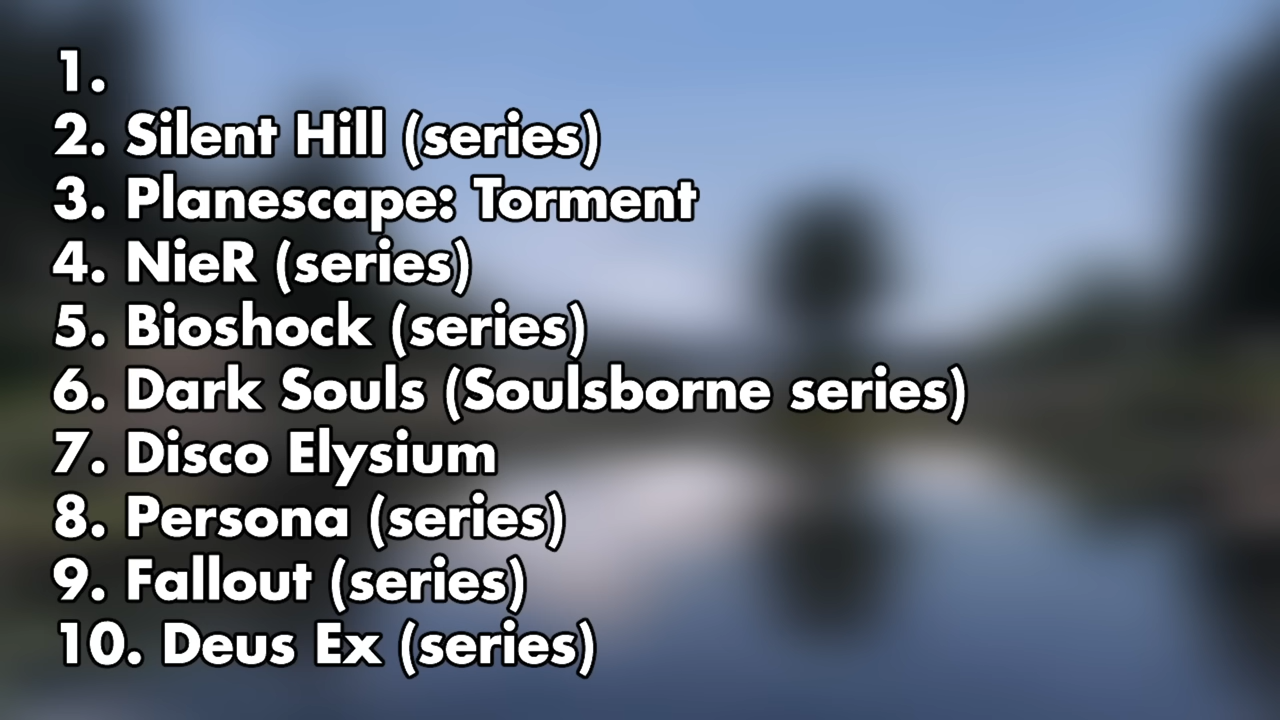 1.
2. Silent Hill (series)
3. Planescape: Torment
4. NieR (series)
5. Bioshock (series)
6. Dark Souls (Soulsborne series)
7. Disco Elysium
8. Persona (series)
9. Fallout (series)
10. Deus Ex (series)